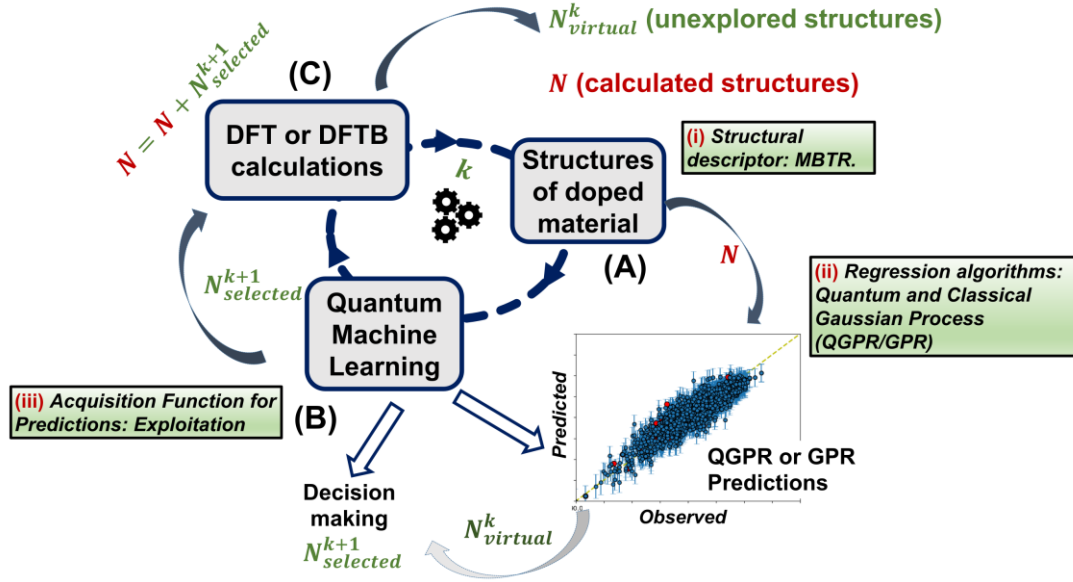 N^k_virtual (unexplored structures)
N (calculated structures)
N = N + N^{k+1}_selected
(C)
DFT or DFTB
calculations
k
Structures
of doped
material
(A)
(i) Structural
descriptor: MBTR.
N
(ii) Regression algorithms:
Quantum and Classical
Gaussian Process
(QGPR/GPR)
N^{k+1}_selected
Quantum
Machine
Learning
(B)
(iii) Acquisition Function for
Predictions: Exploitation
Predicted
QGPR or GPR
Predictions
Observed
Decision
making
N^{k+1}_selected
N^k_virtual